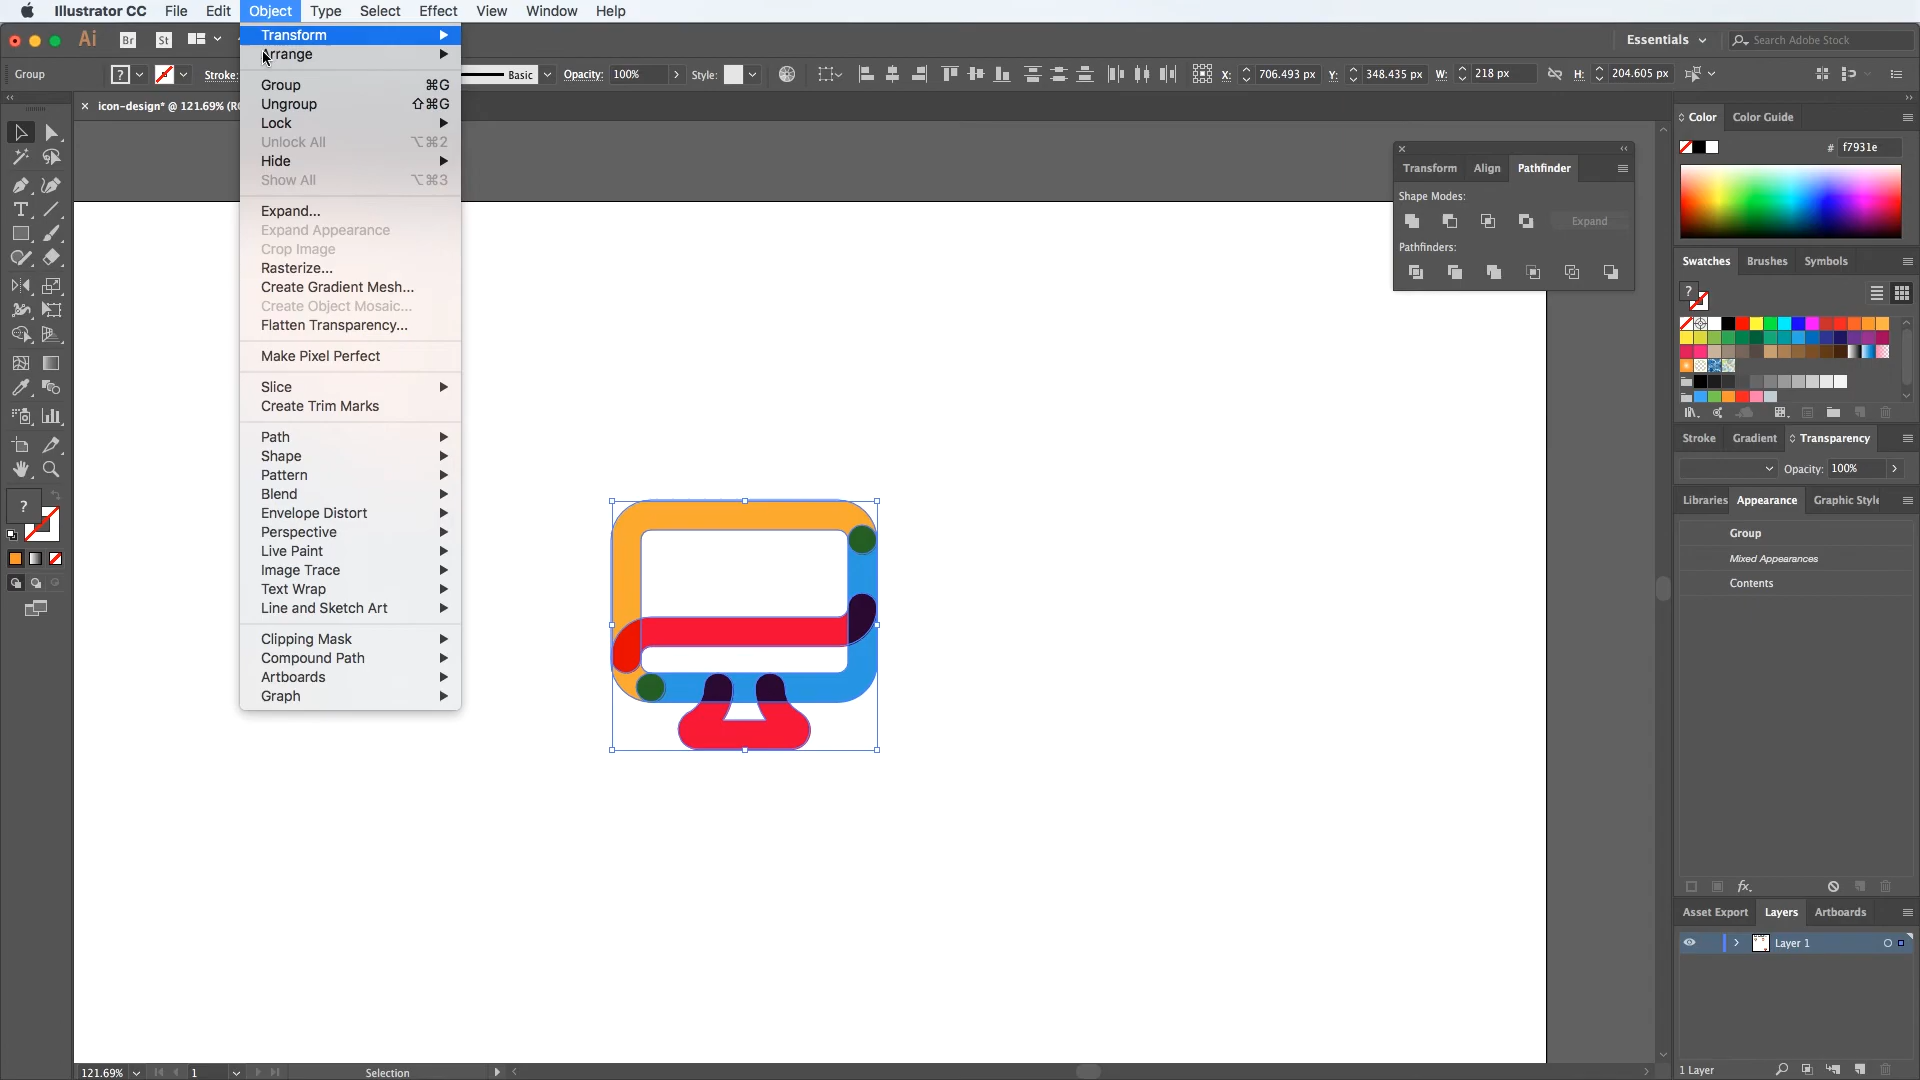 Illustrator CC File Edit Object Type Select Effect View Window Help
Ai Br St Essentials Search Adobe Stock
Group ? Stroke: Basic Opacity: 100% Style: X: 706.493 px Y: 348.435 px W: 218 px H: 204.605 px
× icon-design* @ 121.69% (R
Transform
Arrange
Group ⌘G
Ungroup ⇧⌘G
Lock
Unlock All ⌥⌘2
Hide
Show All ⌥⌘3
Expand...
Expand Appearance
Crop Image
Rasterize...
Create Gradient Mesh...
Create Object Mosaic...
Flatten Transparency...
Make Pixel Perfect
Slice
Create Trim Marks
Path
Shape
Pattern
Blend
Envelope Distort
Perspective
Live Paint
Image Trace
Text Wrap
Line and Sketch Art
Clipping Mask
Compound Path
Artboards
Graph
T
?
Transform Align Pathfinder
Shape Modes:
Expand
Pathfinders:
Color Color Guide
# f7931e
Swatches Brushes Symbols
?
Stroke Gradient Transparency
Opacity: 100%
Libraries Appearance Graphic Style
Group
Mixed Appearances
Contents
fx
Asset Export Layers Artboards
Layer 1
1 Layer
121.69% 1 Selection